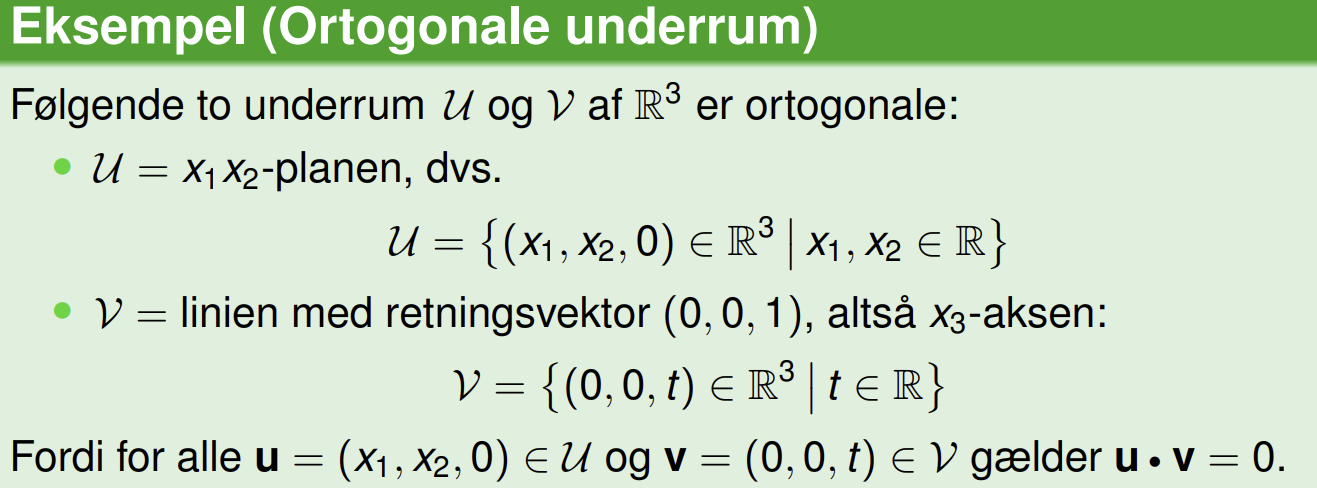 Eksempel (Ortogonale underrum)
Følgende to underrum 𝒰 og 𝒱 af ℝ³ er ortogonale:
• 𝒰 = x₁x₂-planen, dvs.
𝒰 = {(x₁, x₂, 0) ∈ ℝ³ | x₁, x₂ ∈ ℝ}
• 𝒱 = linien med retningsvektor (0, 0, 1), altså x₃-aksen:
𝒱 = {(0, 0, t) ∈ ℝ³ | t ∈ ℝ}
Fordi for alle u = (x₁, x₂, 0) ∈ 𝒰 og v = (0, 0, t) ∈ 𝒱 gælder u • v = 0.